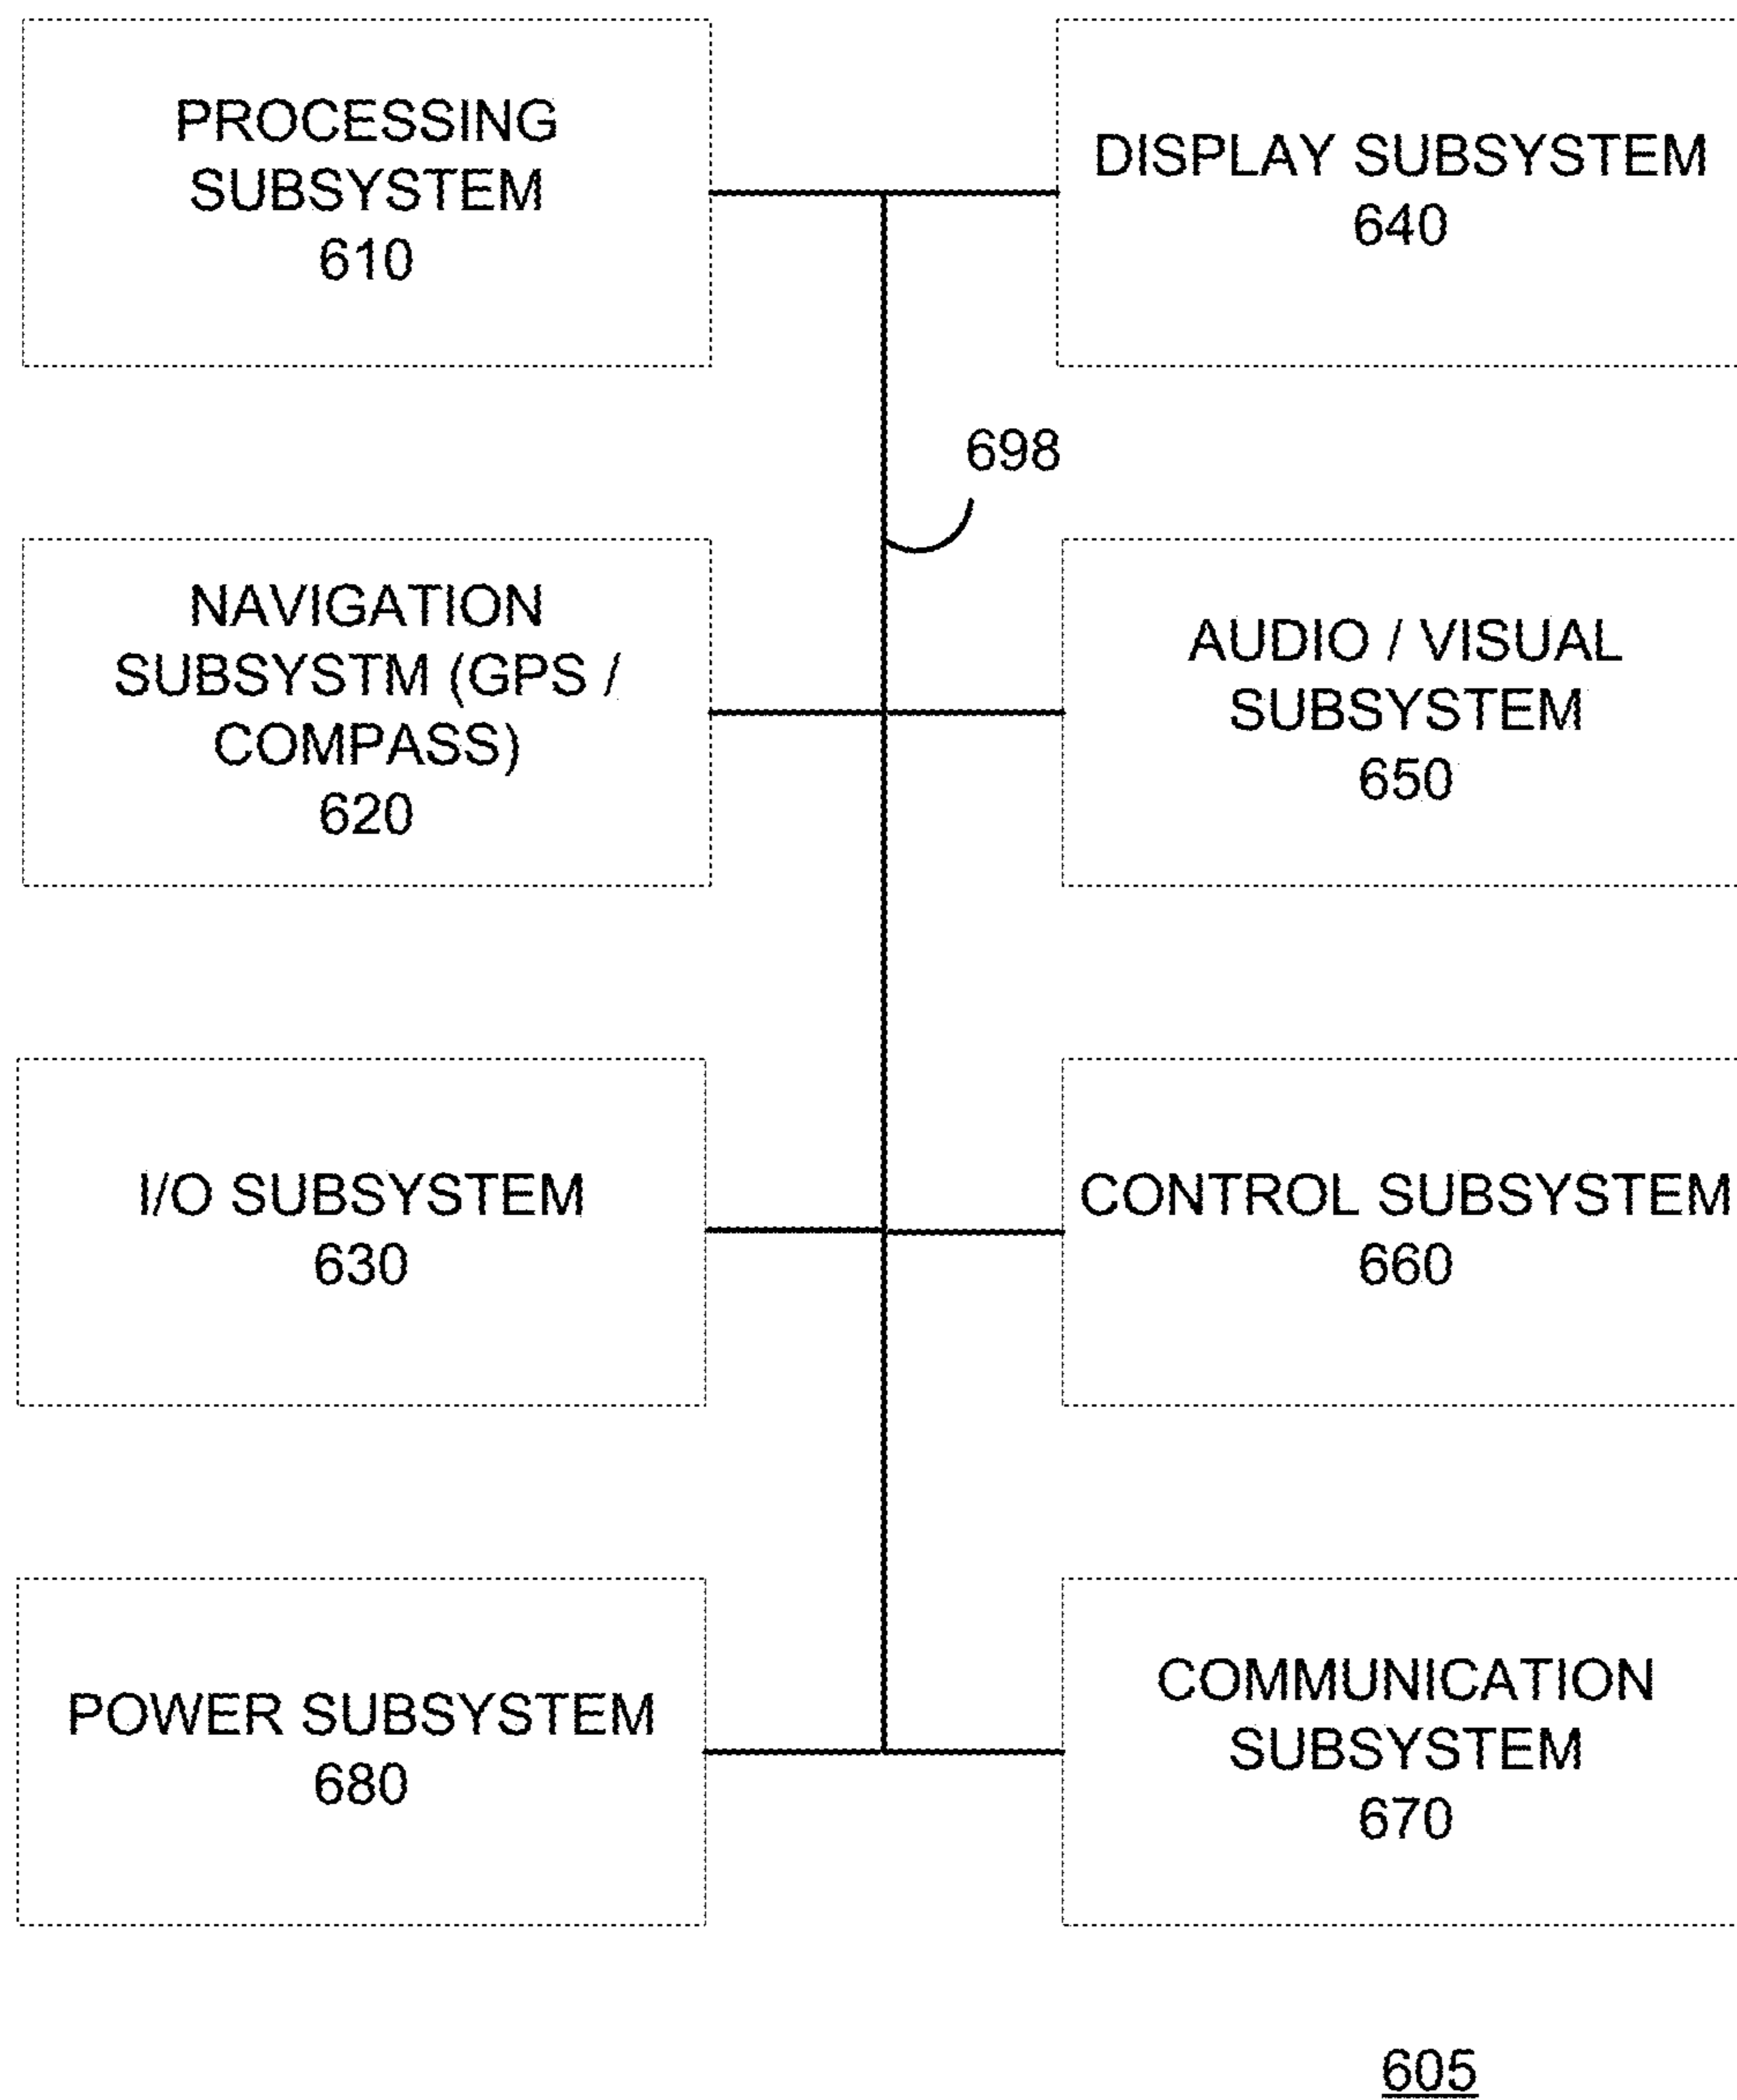 PROCESSING
SUBSYSTEM
610
DISPLAY SUBSYSTEM
640
698
NAVIGATION
SUBSYSTM (GPS /
COMPASS)
620
AUDIO / VISUAL
SUBSYSTEM
650
I/O SUBSYSTEM
630
CONTROL SUBSYSTEM
660
POWER SUBSYSTEM
680
COMMUNICATION
SUBSYSTEM
670
605